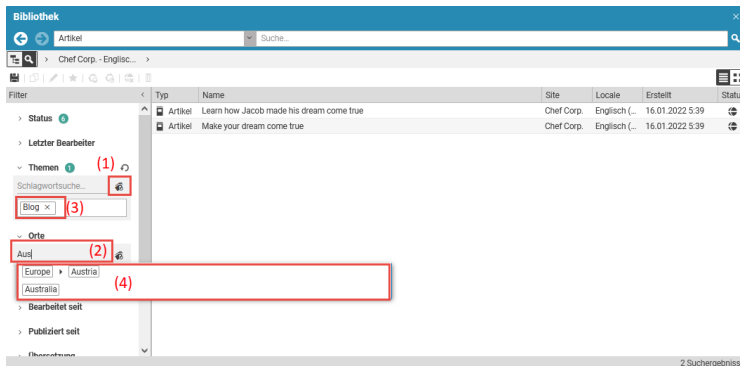 Bibliothek
Artikel
Suche...
Chef Corp. - Englisc...
Filter
Typ Name Site Locale Erstellt Statu
Status 6
Artikel Learn how Jacob made his dream come true Chef Corp. Englisch (... 16.01.2022 5:39
Artikel Make your dream come true Chef Corp. Englisch (... 16.01.2022 5:39
Letzter Bearbeiter
Themen 1 (1)
Schlagwortsuche...
Blog × (3)
Orte
Aus (2)
Europe Austria
Australia
(4)
Bearbeitet seit
Publiziert seit
Übersetzung
2 Suchergebniss